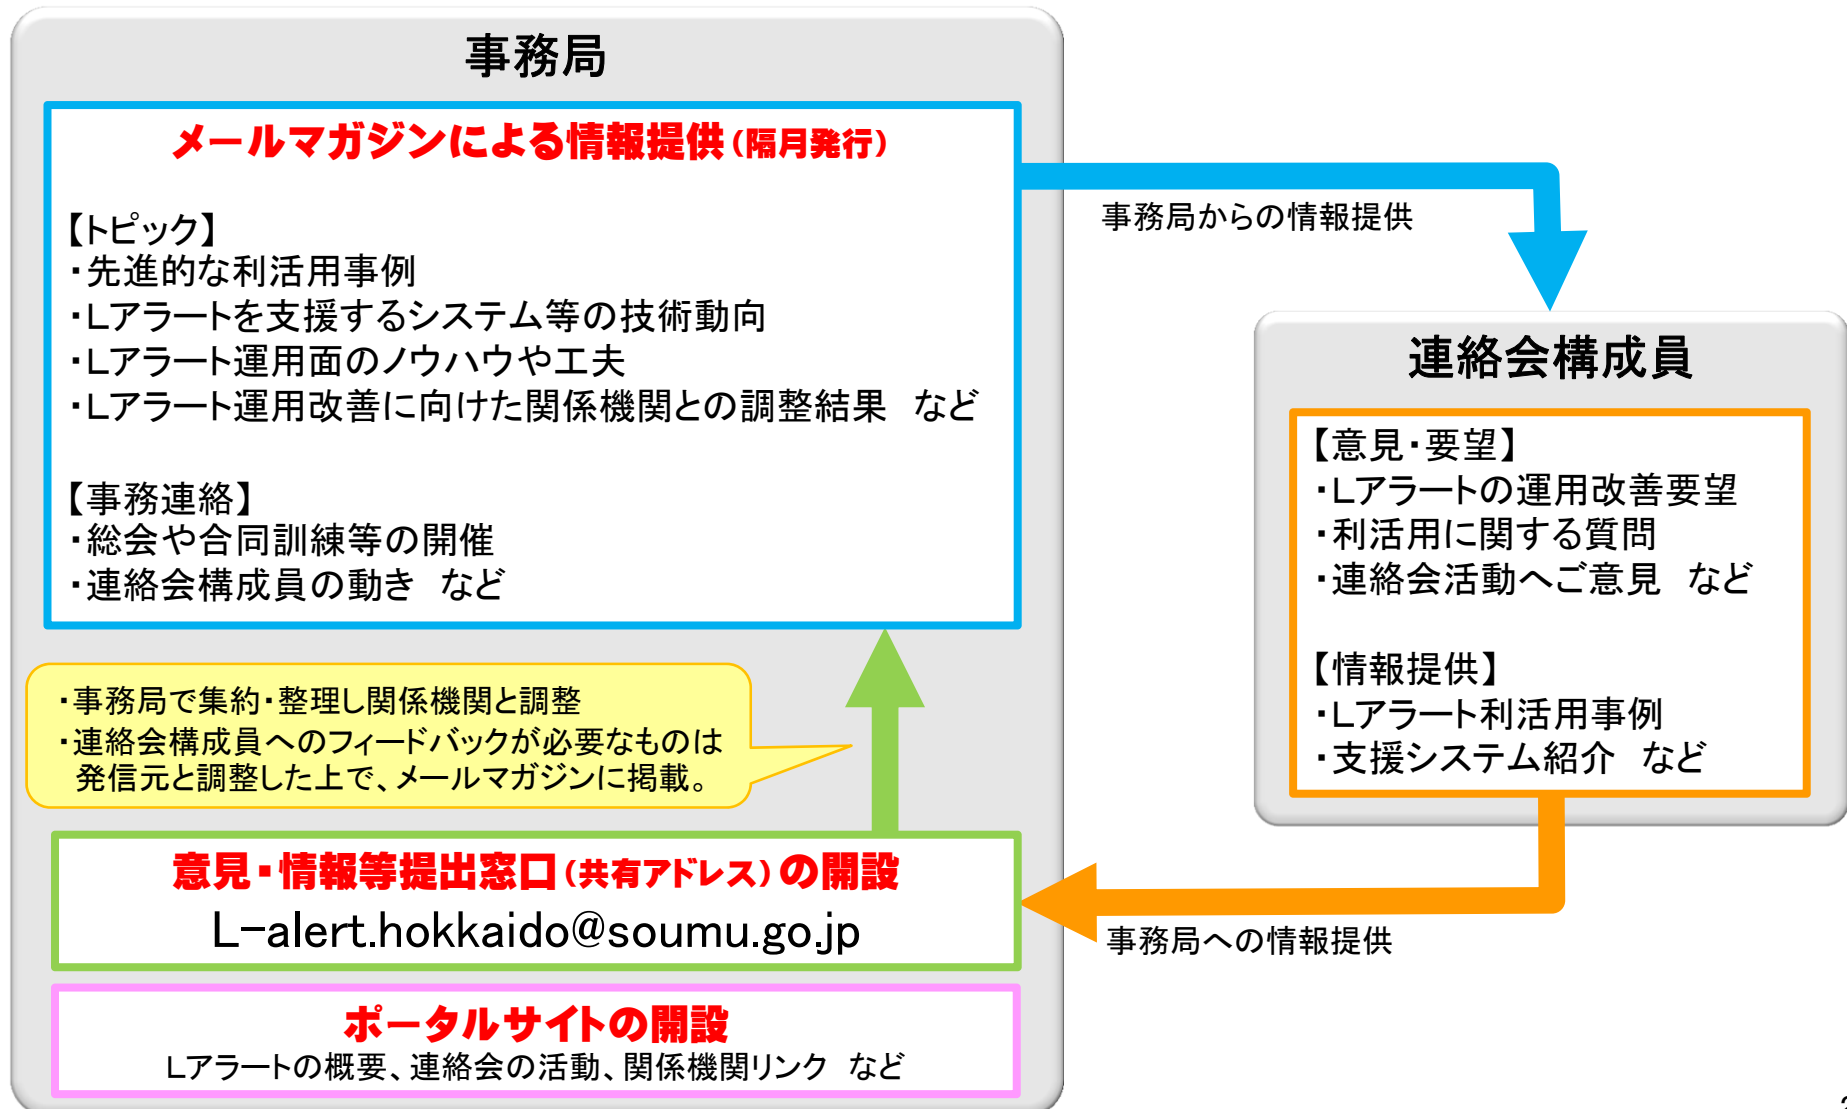 事務局
メールマガジンによる情報提供(隔月発行)
【トピック】
・先進的な利活用事例
・Lアラートを支援するシステム等の技術動向
・Lアラート運用面のノウハウや工夫
・Lアラート運用改善に向けた関係機関との調整結果　など
【事務連絡】
・総会や合同訓練等の開催
・連絡会構成員の動き　など
事務局からの情報提供
連絡会構成員
【意見・要望】
・Lアラートの運用改善要望
・利活用に関する質問
・連絡会活動へご意見　など
【情報提供】
・Lアラート利活用事例
・支援システム紹介　など
・事務局で集約・整理し関係機関と調整
・連絡会構成員へのフィードバックが必要なものは
発信元と調整した上で、メールマガジンに掲載。
意見・情報等提出窓口(共有アドレス)の開設
L-alert.hokkaido@soumu.go.jp
事務局への情報提供
ポータルサイトの開設
Lアラートの概要、連絡会の活動、関係機関リンク　など